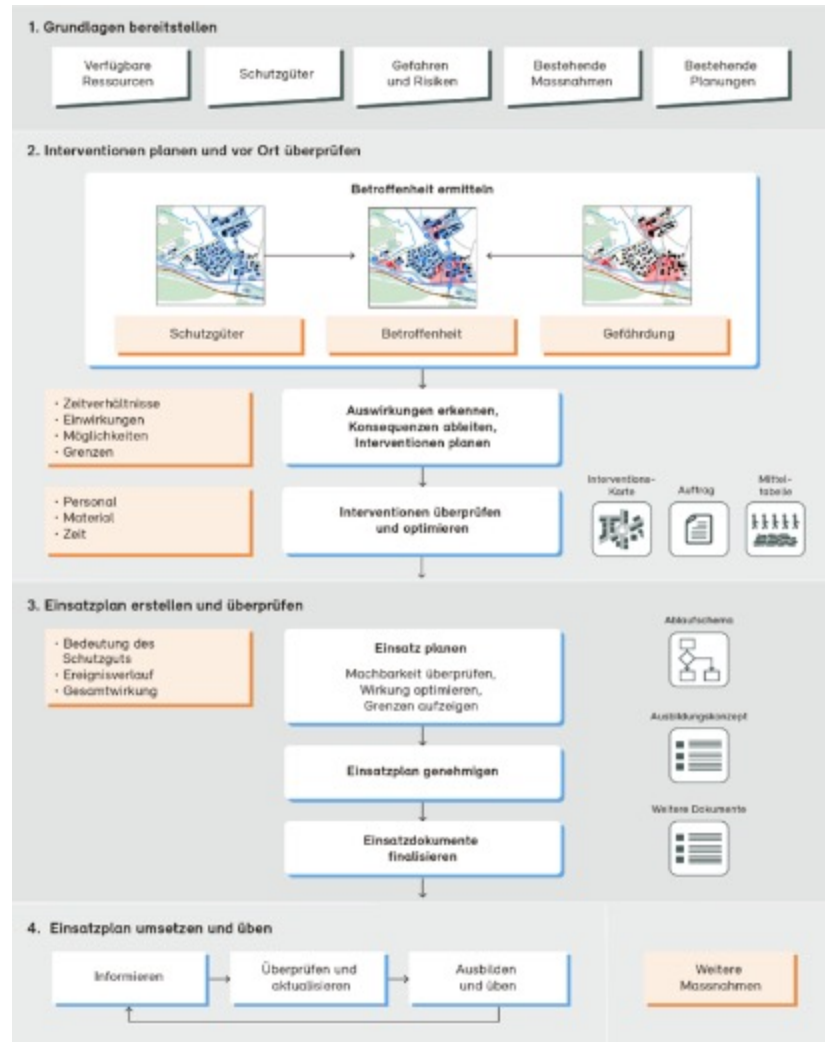 1. Grundlagen bereitstellen
Verfügbare
Ressourcen
Schutzgüter
Gefahren
und Risiken
Bestehende
Massnahmen
Bestehende
Planungen
2. Interventionen planen und vor Ort überprüfen
Betroffenheit ermitteln
Schutzgüter
Betroffenheit
Gefährdung
· Zeitverhältnisse
· Einwirkungen
· Möglichkeiten
· Grenzen
Auswirkungen erkennen,
Konsequenzen ableiten,
Interventionen planen
· Personal
· Material
· Zeit
Interventionen überprüfen
und optimieren
Interventions-
Karte
Auftrag
Mittel-
tabelle
3. Einsatzplan erstellen und überprüfen
· Bedeutung des
Schutzguts
· Ereignisverlauf
· Gesamtwirkung
Einsatz planen
Machbarkeit überprüfen,
Wirkung optimieren,
Grenzen aufzeigen
Einsatzplan genehmigen
Einsatzdokumente
finalisieren
Ablaufschema
Ausbildungskonzept
Weitere Dokumente
4. Einsatzplan umsetzen und üben
Informieren
Überprüfen und
aktualisieren
Ausbilden
und üben
Weitere
Massnahmen